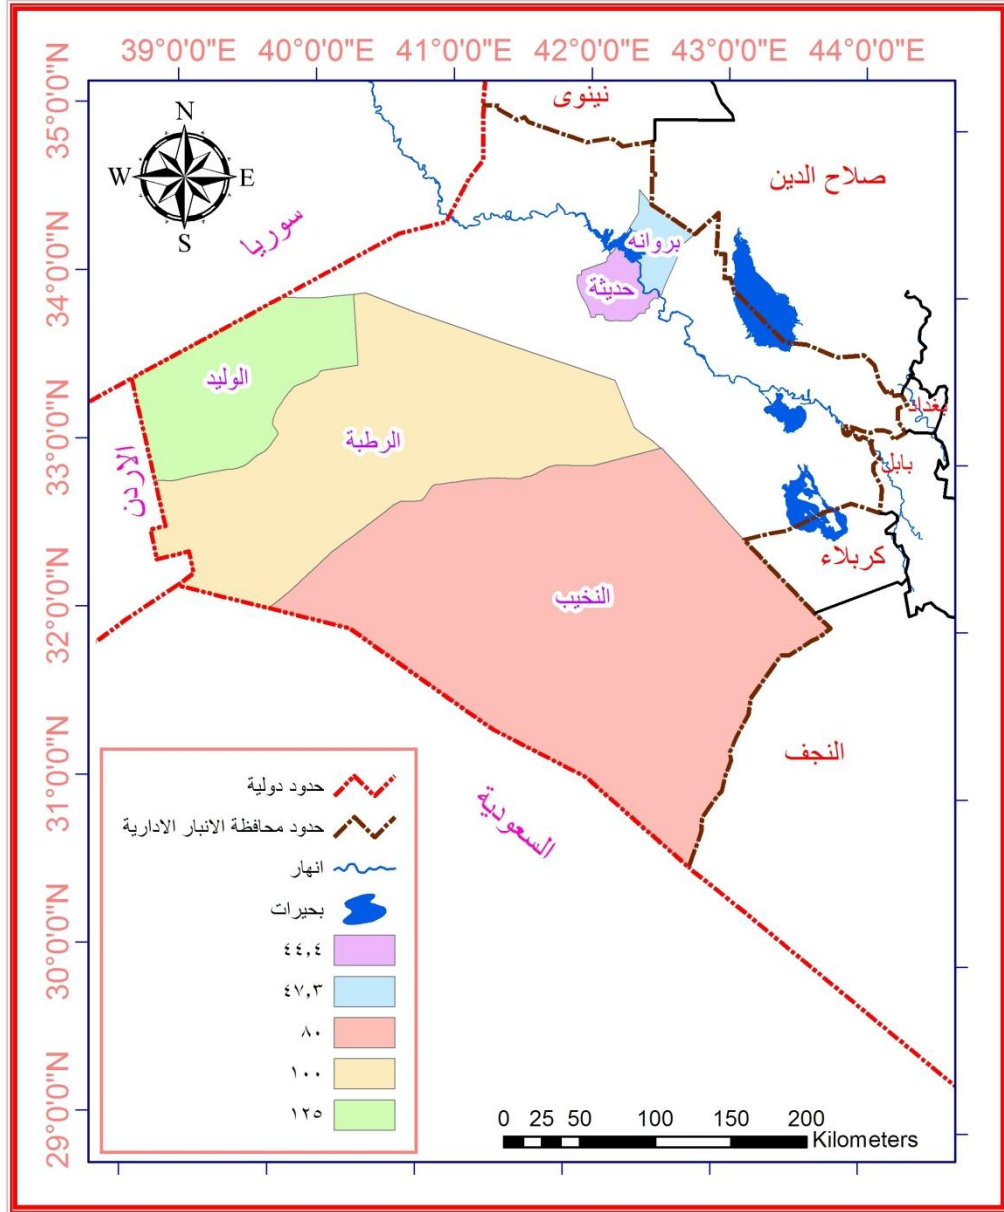 39°0'0"E 40°0'0"E 41°0'0"E 42°0'0"E 43°0'0"E 44°0'0"E
35°0'0"N
34°0'0"N
33°0'0"N
32°0'0"N
31°0'0"N
30°0'0"N
29°0'0"N
N
W E
S
نينوى
صلاح الدين
سوريا
بروانه
حديثة
الوليد
بغداد
الرطبة
بابل
الاردن
كربلاء
النخيب
النجف
السعودية
حدود دولية
حدود محافظة الانبار الادارية
انهار
بحيرات
٤٤,٤
٤٧,٣
٨٠
١٠٠
١٢٥
0 25 50 100 150 200
Kilometers